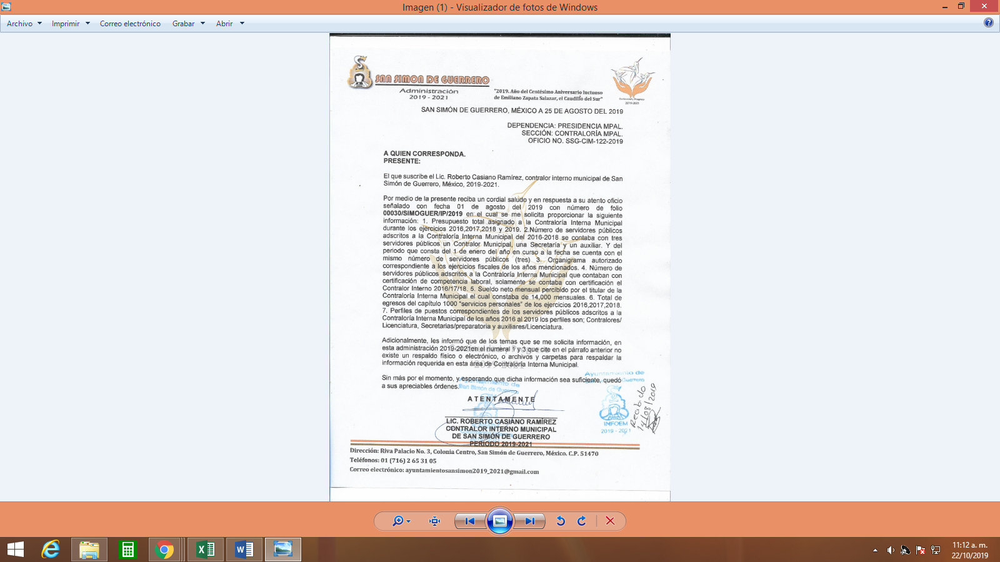 Imagen (1) - Visualizador de fotos de Windows
Archivo Imprimir Correo electrónico Grabar Abrir
SAN SIMON DE GUERRERO
Administración
2019 - 2021
"2019. Año del Centésimo Aniversario luctuoso
de Emiliano Zapata Salazar, el Caudillo del Sur"
2019-2021
SAN SIMÓN DE GUERRERO, MÉXICO A 25 DE AGOSTO DEL 2019
DEPENDENCIA: PRESIDENCIA MPAL.
SECCIÓN: CONTRALORÍA MPAL.
OFICIO NO. SSG-CIM-122-2019
A QUIEN CORRESPONDA.
PRESENTE:
El que suscribe el Lic. Roberto Casiano Ramírez, contralor interno municipal de San
Simón de Guerrero, México, 2019-2021.
Por medio de la presente reciba un cordial saludo y en respuesta a su atento oficio
señalado con fecha 01 de agosto del 2019 con número de folio
00030/SIMOGUER/IP/2019 en el cual se me solicita proporcionar la siguiente
información: 1. Presupuesto total asignado a la Contraloría Interna Municipal
durante los ejercicios 2016,2017,2018 y 2019. 2.Número de servidores públicos
adscritos a la Contraloría Interna Municipal del 2016-2018 se contaba con tres
servidores públicos un Contralor Municipal, una Secretaría y un auxiliar. Y del
periodo que consta del 1 de enero del año en curso a la fecha se cuenta con el
mismo número de servidores públicos (tres) 3. Organigrama autorizado
correspondiente a los ejercicios fiscales de los años mencionados. 4. Número de
servidores públicos adscritos a la Contraloría Interna Municipal que contaban con
certificación de competencia laboral, solamente se contaba con certificación el
Contralor Interno 2016/17/18. 5. Sueldo neto mensual percibido por el titular de la
Contraloría Interna Municipal el cual constaba de 14,000 mensuales. 6. Total de
egresos del capítulo 1000 "servicios personales" de los ejercicios 2016,2017,2018.
7. Perfiles de puestos correspondientes de los servidores públicos adscritos a la
Contraloría Interna Municipal de los años 2016 al 2019 los perfiles son; Contralores/
Licenciatura, Secretarias/preparatoria y auxiliares/Licenciatura.
Adicionalmente, les informó que de los temas que se me solicita información, en
esta administración 2019-2021 en el numeral 1 y 3 que cite en el párrafo anterior no
existe un respaldo físico o electrónico, o archivos y carpetas para respaldar la
2019-2021
información requerida en esta área de Contraloría Interna Municipal.
Sin más por el momento, y esperando que dicha información sea suficiente, quedó
a sus apreciables órdenes.
Ayuntamiento de
San Simón de Guerrero
Ayuntamiento de
Guerrero
INFOEM
2019 - 2021
Recibido
14/08/2019
ATENTAMENTE
LIC. ROBERTO CASIANO RAMÍREZ
CONTRALOR INTERNO MUNICIPAL
DE SAN SIMÓN DE GUERRERO
PERIODO 2019-2021
Dirección: Riva Palacio No. 3, Colonia Centro, San Simón de Guerrero, México. C.P. 51470
Teléfonos: 01 (716) 2 65 31 05
Correo electrónico: ayuntamientosansimon2019_2021@gmail.com
11:12 a. m.
22/10/2019